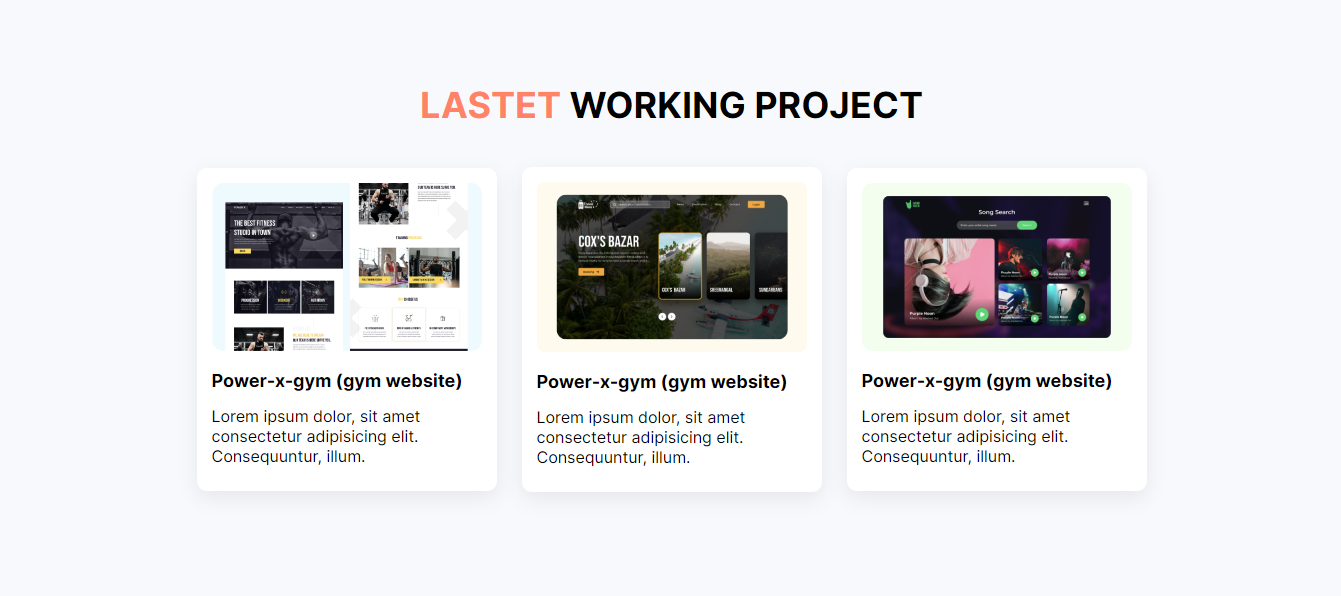 LASTET WORKING PROJECT
THE BEST FITNESS
STUDIO IN TOWN
COX'S BAZAR
COX'S BAZAR
SREEMANGAL
SUNDARBANS
Song Search
Purple Moon
Power-x-gym (gym website)
Lorem ipsum dolor, sit amet
consectetur adipisicing elit.
Consequuntur, illum.
Power-x-gym (gym website)
Lorem ipsum dolor, sit amet
consectetur adipisicing elit.
Consequuntur, illum.
Power-x-gym (gym website)
Lorem ipsum dolor, sit amet
consectetur adipisicing elit.
Consequuntur, illum.